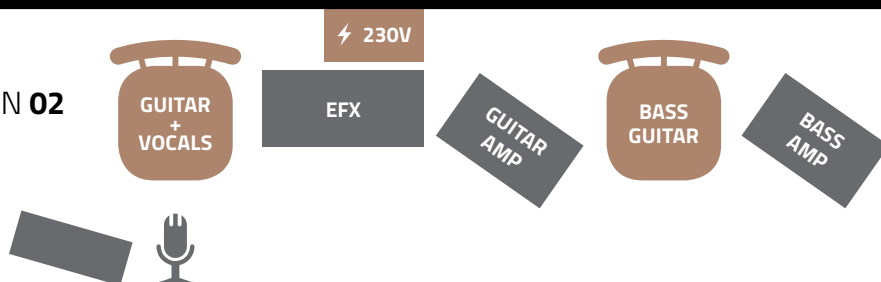 N 02
230V
GUITAR
+
VOCALS
EFX
GUITAR
AMP
BASS
GUITAR
BASS
AMP